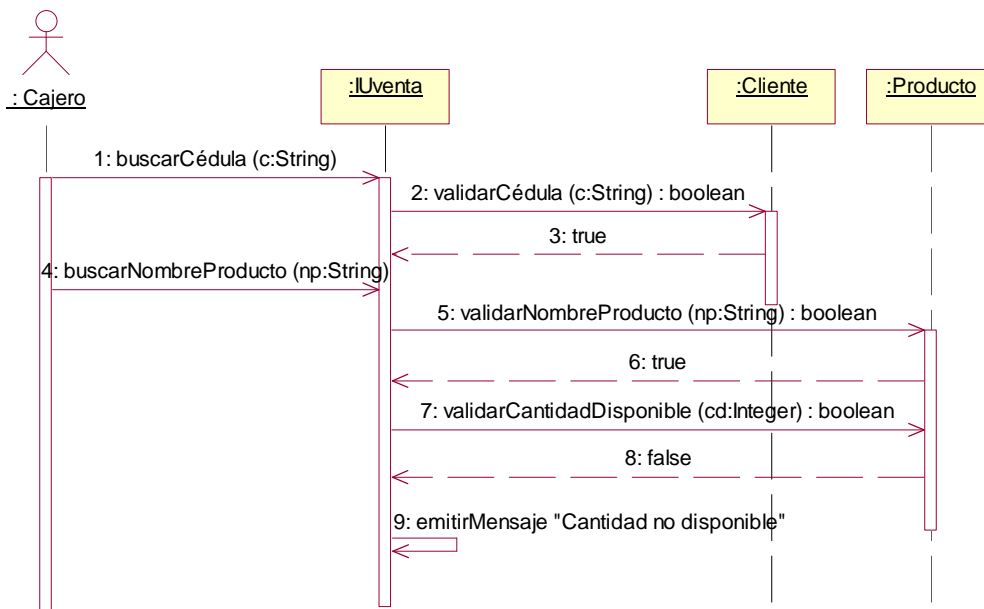 : Cajero
:IUventa
:Cliente
:Producto
1: buscarCédula (c:String)
2: validarCédula (c:String) : boolean
3: true
4: buscarNombreProducto (np:String)
5: validarNombreProducto (np:String) : boolean
6: true
7: validarCantidadDisponible (cd:Integer) : boolean
8: false
9: emitirMensaje "Cantidad no disponible"